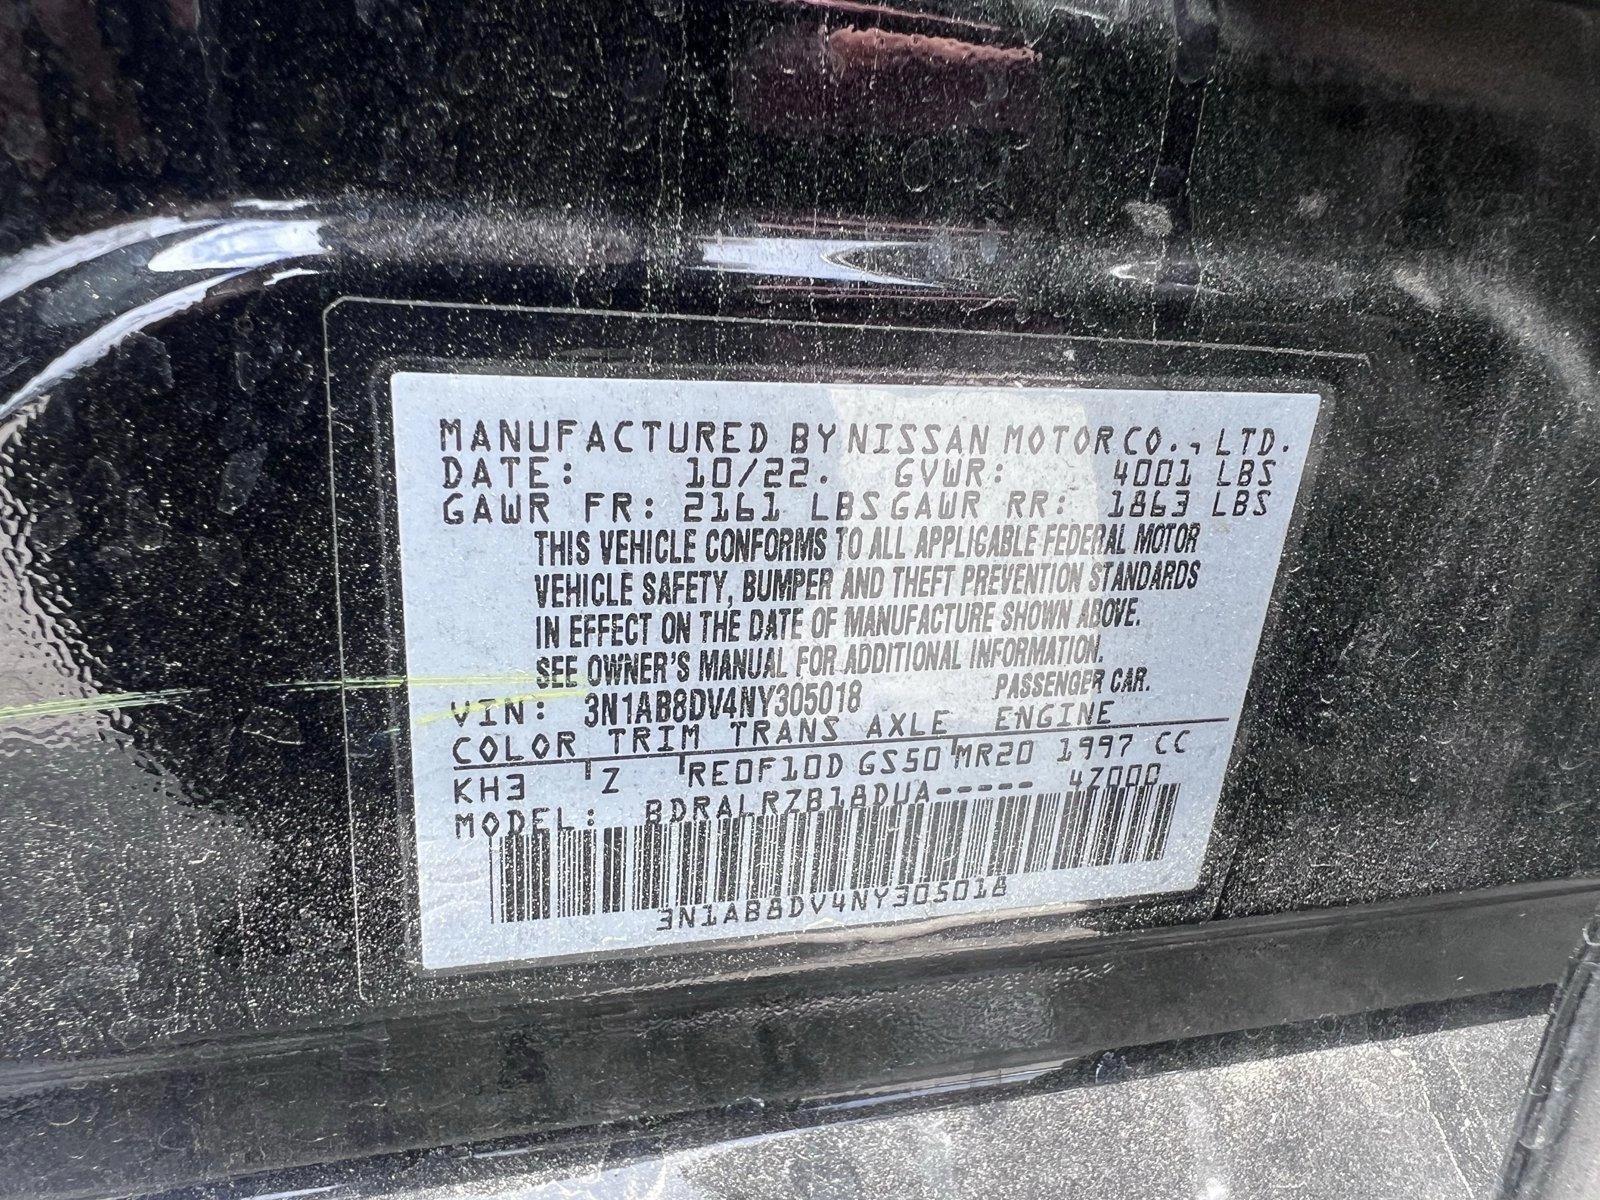 MANUFACTURED BY NISSAN MOTOR CO., LTD.
DATE: 10/22. GVWR: 4001 LBS
GAWR FR: 2161 LBS GAWR RR: 1863 LBS
THIS VEHICLE CONFORMS TO ALL APPLICABLE FEDERAL MOTOR
VEHICLE SAFETY, BUMPER AND THEFT PREVENTION STANDARDS
IN EFFECT ON THE DATE OF MANUFACTURE SHOWN ABOVE.
SEE OWNER'S MANUAL FOR ADDITIONAL INFORMATION.
VIN: 3N1AB8DV4NY305018 PASSENGER CAR.
COLOR TRIM TRANS AXLE ENGINE
KH3 Z RE0F10D GS50 MR20 1997 CC
MODEL: BDRALRZB18DUA----- 4Z000
3N1AB8DV4NY305018